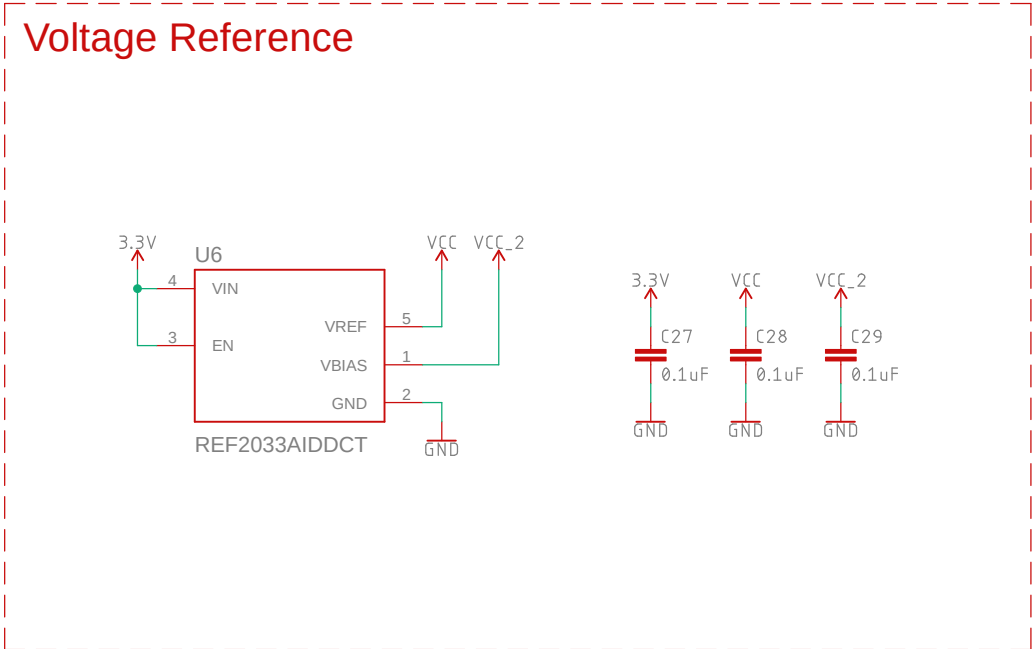 Voltage Reference
3.3V
VCC VCC_2
U6
4 VIN
3 EN
VREF 5
VBIAS 1
GND 2
REF2033AIDDCT
GND
3.3V VCC VCC_2
C27 C28 C29
0.1uF 0.1uF 0.1uF
GND GND GND